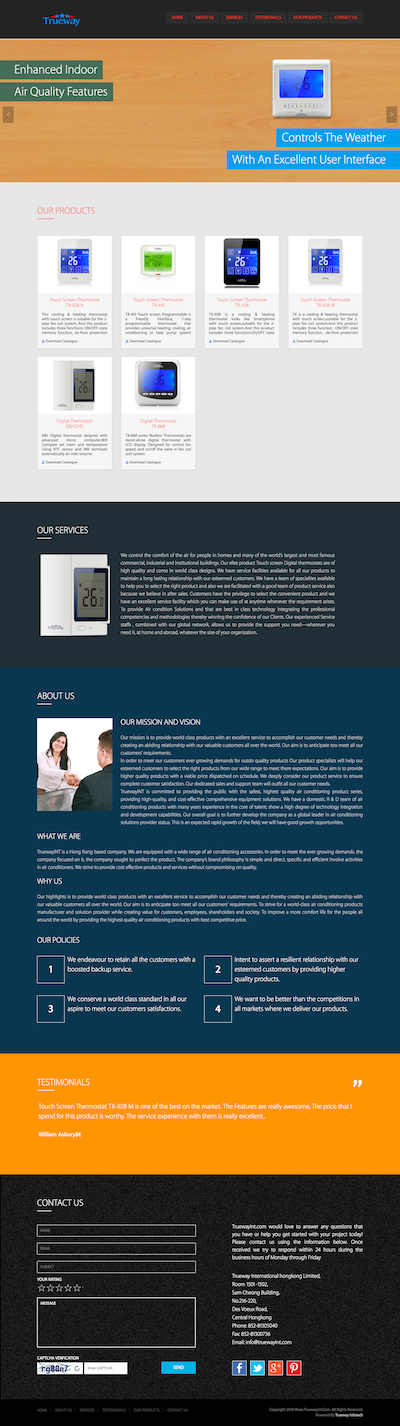 Trueway
HOME
ABOUT US
SERVICES
TESTIMONIALS
OUR PRODUCTS
CONTACT US
Enhanced Indoor
Air Quality Features
Controls The Weather
With An Excellent User Interface
OUR PRODUCTS
Touch Screen Thermostat
TX-928 N
This cooling & heating thermostat
with touch screen is suitable for the 2-
pipe fan coil system. And this product
includes three functions: ON/OFF state
memory function, de-frost protection
Download Catalogue
Touch Screen Thermostat
TX-410
TX-410 Touch screen Programmable is
a friendly interface, 7-day
programmable thermostat that
provides universal heating, cooling, air
conditioning or heat pump system
Download Catalogue
Touch Screen Thermostat
TX-928
TX-928 is a cooling & heating
thermostat looks like Smartphone
with touch screen,suitable for the 2-
pipe fan coil system.And this product
includes three functions:On/OFF
Download Catalogue
Touch Screen Thermostat
TX-928 M
TX is a cooling & heating thermostat
with touch screen,suitable for the 2-
pipe fan coil system. And this product
includes three function : ON/OFF state
memory function , de-frost protection
Download Catalogue
Digital Thermostat
VRV Digital thermostat deigned with
advanced micro computer.Will
Compare set room and temperature
Using NTC sensor and VRV terminals
automatically air inlet volume
Download Catalogue
Digital Thermostat
TX-868
TX-868 series Modern Thermostats are
stand-alone digital thermostat with
LCD display. Designed for control fan
speed, and on/off the valve in fan coil
unit system.
Download Catalogue
OUR SERVICES
We control the comfort of the air for people in homes and many of the world's largest and most famous
commercial, industrial and institutional buildings. Our elite product Touch screen Digital thermostats are of
high quality and come in world class designs. We have service facilities available for all our products to
maintain a long lasting relationship with our esteemed customers. We have a team of specialties available
to help you to select the right product and also we are facilitated with a good team of product service also
because we believe in after sales. Customers have the privilege to select the convenient product and we
have an excellent service facility which you can make use of at anytime whenever the requirement arises.
To provide Air condition Solutions and that are best in class technology integrating the professional
competencies and methodologies thereby winning the confidence of our Clients. Our experienced Service
staffs , combined with our global network, allows us to provide the support you need—wherever you
need it, at home and abroad, whatever the size of your organization.
ABOUT US
OUR MISSION AND VISION
Our mission is to provide world class products with an excellent service to accomplish our customer needs and thereby
creating an abiding relationship with our valuable customers all over the world. Our aim is to anticipate too meet all our
customers' requirements.
In order to meet our customers ever growing demands for outdo quality products Our product specialists will help our
esteemed customers to select the right products from our wide range to meet there expectations. Our aim is to provide
higher quality products with a viable price dispatched on schedule. We deeply consider our product service to ensure
complete customer satisfaction. Our dedicated sales and support team will outfit all our customer needs.
TruewayINT is committed to providing the public with the safest, highest quality air conditioning product series,
providing high-quality, and cost-effective comprehensive equipment solutions. We have a domestic R & D team of air
conditioning products with many years experience in the core of talent; show a high degree of technology integration
and development capabilities. Our overall goal is to further develop the company as a global leader in air conditioning
solutions provider status. This is an expected rapid growth of the field; we will have good growth opportunities.
WHAT WE ARE
TruewayINT is a Hong Kong based company. We are equipped with a wide range of air conditioning accessories. In order to meet the ever growing demands, the
company focused on it, the company sought to perfect the product. The company's brand philosophy is simple and direct, specific and efficient involve activities
in air conditioners. We strive to provide cost effective products and services without compromising on quality.
WHY US
Our highlights is to provide world class products with an excellent service to accomplish our customer needs and thereby creating an abiding relationship with
our valuable customers all over the world. Our aim is to anticipate too meet all our customers' requirements. To strive for a world-class air conditioning products
manufacturer and solution provider while creating value for customers, employees, shareholders and society. To improve a more comfort life for the people all
around the world by providing the highest quality air conditioning products with best competitive price.
OUR POLICIES
1
We endeavour to retain all the customers with a
boosted backup service.
2
Intent to assert a resilient relationship with our
esteemed customers by providing higher
quality products.
3
We conserve a world class standard in all our
aspire to meet our customers satisfactions.
4
We want to be better than the competitions in
all markets where we deliver our products.
TESTIMONIALS
Touch Screen Thermostat TX-928 M is one of the best on the market. The Features are really awesome, The price that I
spend for this product is worthy. The service experience with them is really excellent..
William Asburyâ€
CONTACT US
NAME
EMAIL
SUBJECT
YOUR RATING
MESSAGE
CAPTCHA VERIFICATION
rg88n7
Enter CAPTCHA
SEND
TruewayInt.com would love to answer any questions that
you have or help you get started with your project today!
Please contact us using the information below. Once
received we try to respond within 24 hours during the
business hours of Monday through Friday
Trueway International hongkong Limited,
Room 1501-1502,
Sam Cheong Building,
No.216-220,
Des Voeux Road,
Central Hongkong
Phone: 852-81305040
Fax: 852-81300736
Email: info@truewayint.com
HOME | ABOUT US | SERVICES | TESTIMONIALS | OUR PRODUCTS | CONTACT US
Copyright 2016 Www.Truewayint.Com. All Rights Reserved.
Powered By Trueway Infotech